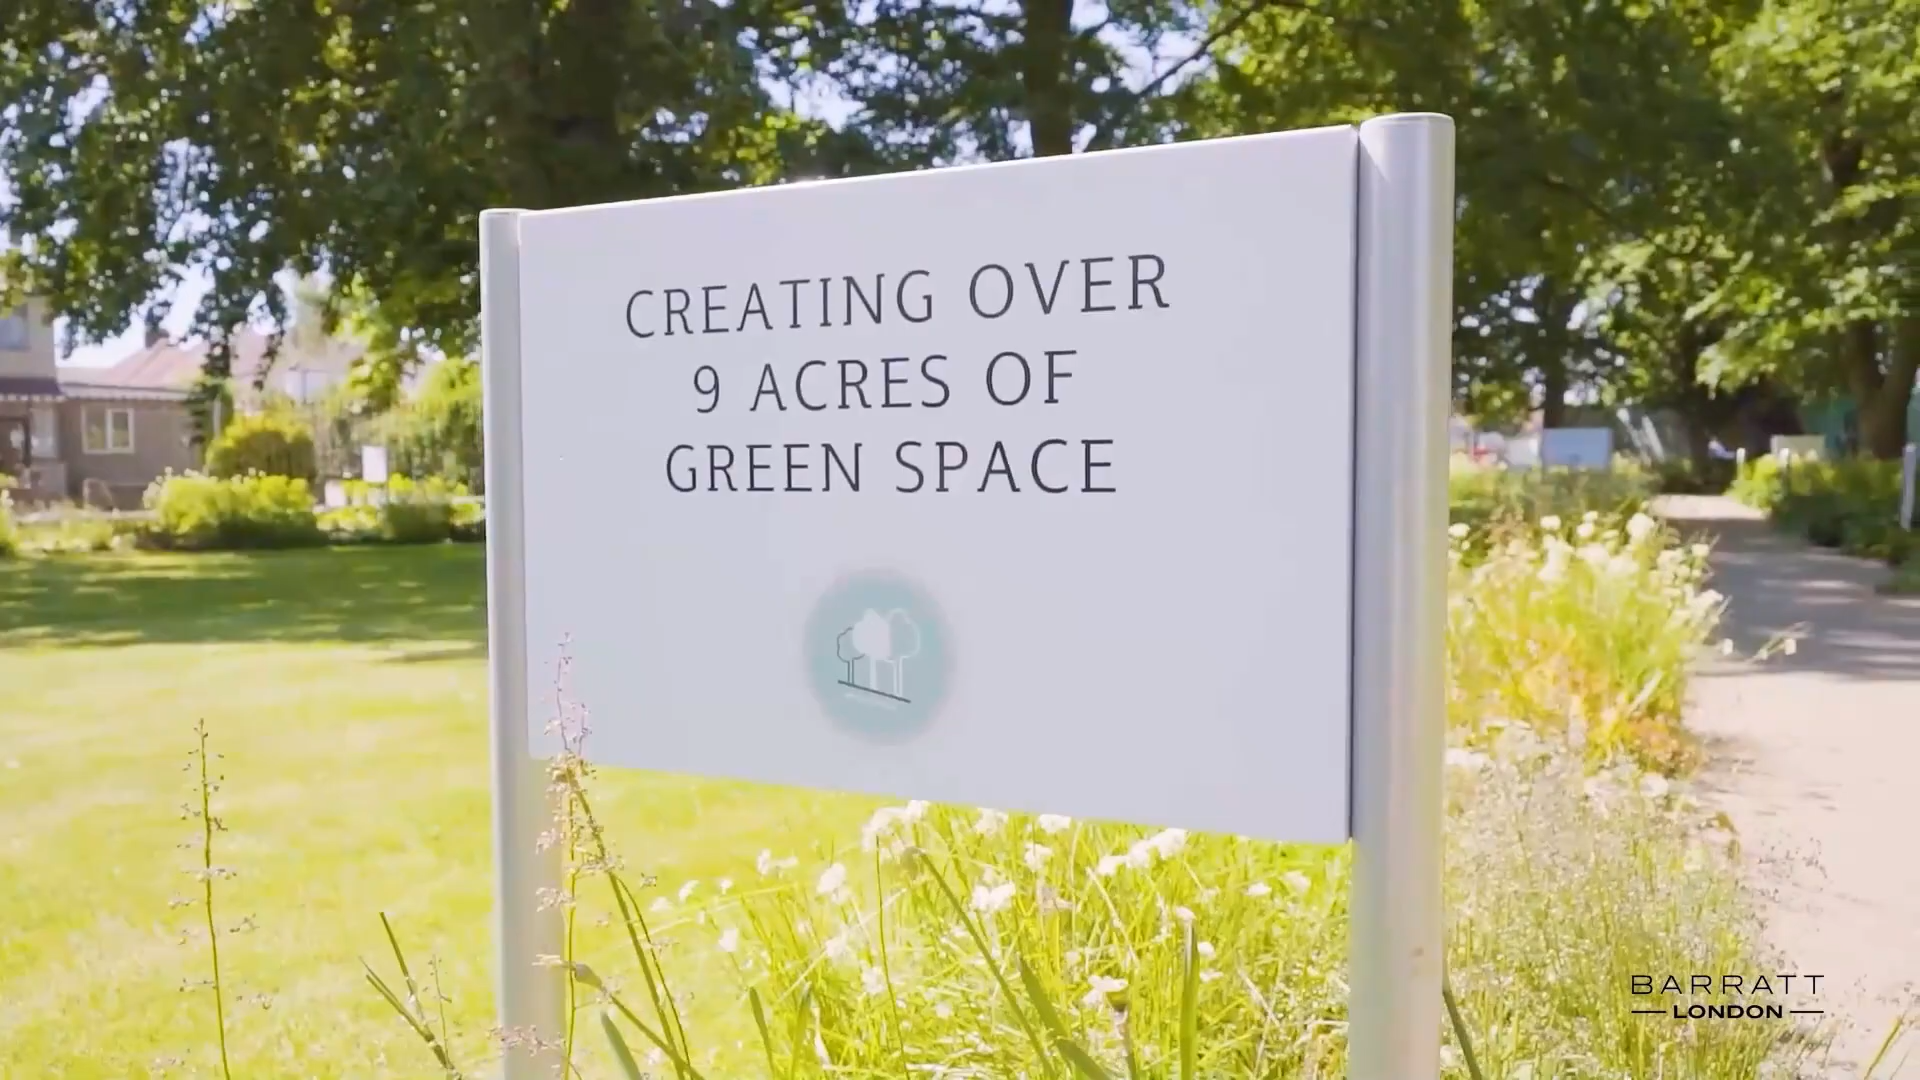 CREATING OVER
9 ACRES OF
GREEN SPACE
BARRATT
LONDON